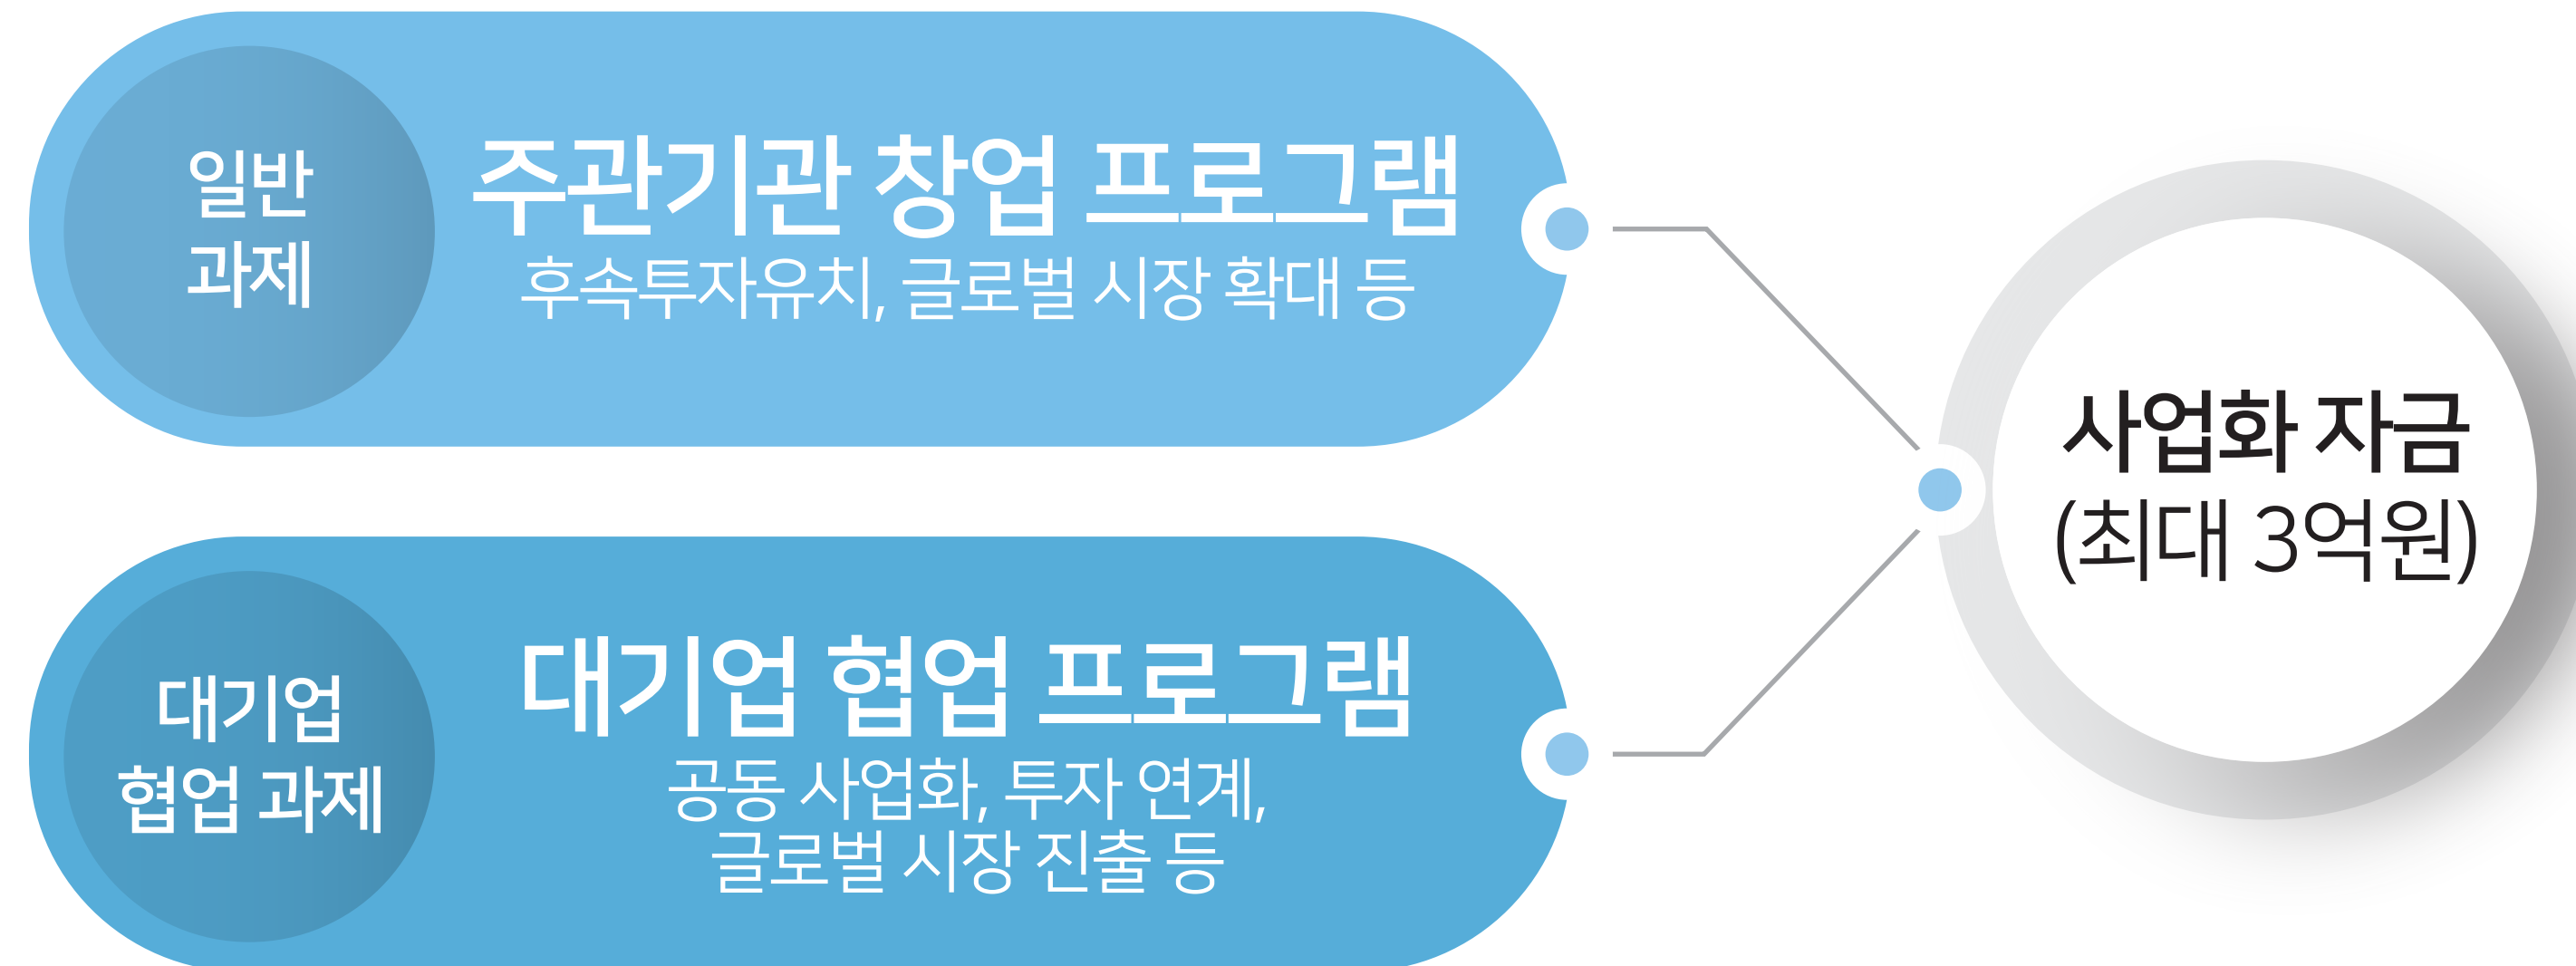 일반
과제
주관기관 창업 프로그램
후속투자유치, 글로벌 시장 확대 등
대기업
협업 과제
대기업 협업 프로그램
공동 사업화, 투자 연계,
글로벌 시장 진출 등
사업화 자금
(최대 3억원)